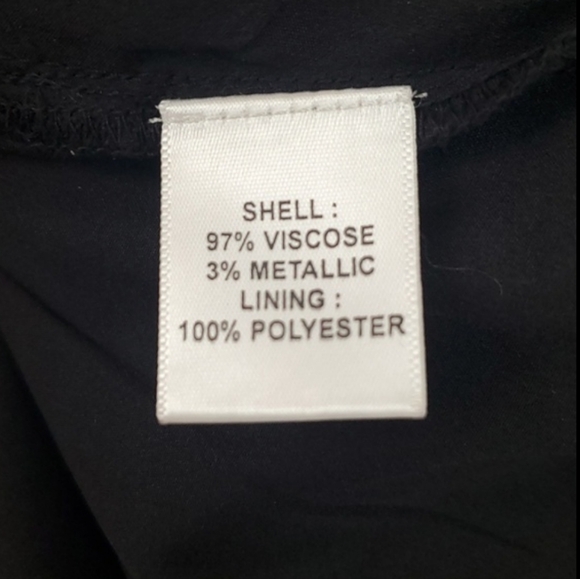 SHELL :
97% VISCOSE
3% METALLIC
LINING :
100% POLYESTER